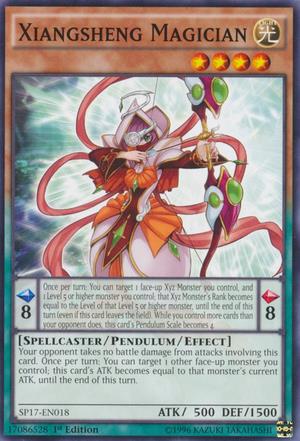 Xiangsheng Magician
LIGHT
光
Once per turn: You can target 1 face-up Xyz Monster you control, and
1 Level 5 or higher monster you control; that Xyz Monster's Rank becomes
equal to the Level of that Level 5 or higher monster, until the end of this
turn (even if this card leaves the field). While you control more cards than
your opponent does, this card's Pendulum Scale becomes 4.
8
8
[Spellcaster/Pendulum/Effect]
Your opponent takes no battle damage from attacks involving this
card. Once per turn: You can target 1 other face-up monster you
control; this card's ATK becomes equal to that monster's current
ATK, until the end of this turn.
SP17-EN018
ATK/ 500 DEF/1500
17086528 1st Edition
©1996 KAZUKI TAKAHASHI